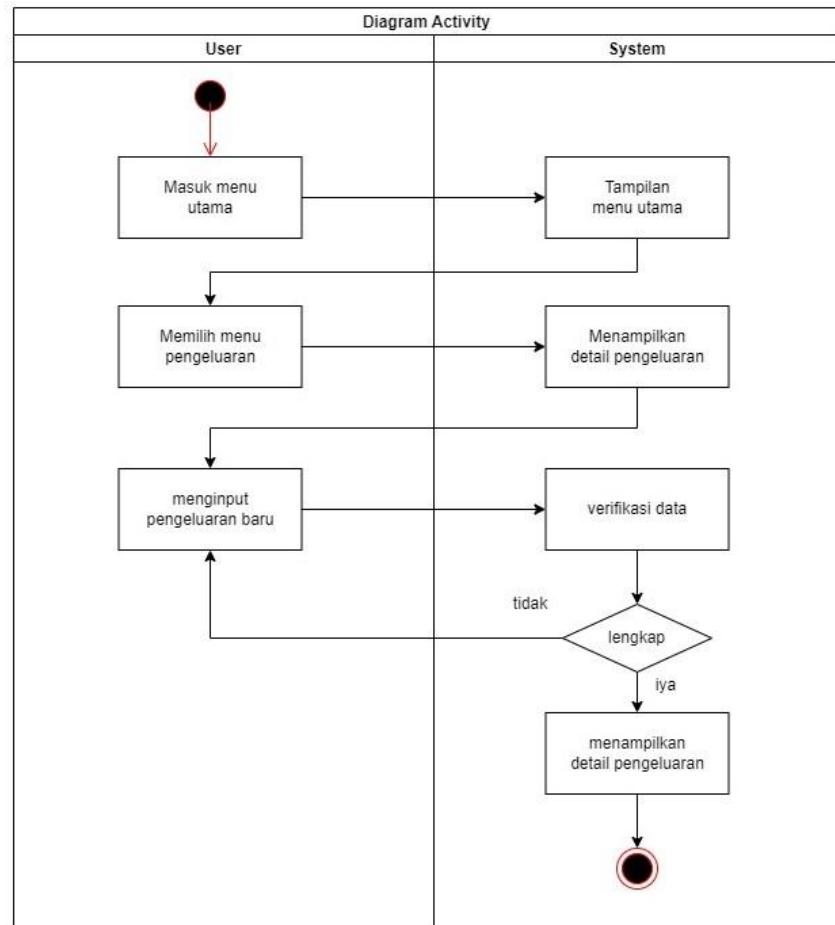 Diagram Activity
User
System
Masuk menu
utama
Tampilan
menu utama
Memilih menu
pengeluaran
Menampilkan
detail pengeluaran
menginput
pengeluaran baru
verifikasi data
tidak
lengkap
iya
menampilkan
detail pengeluaran